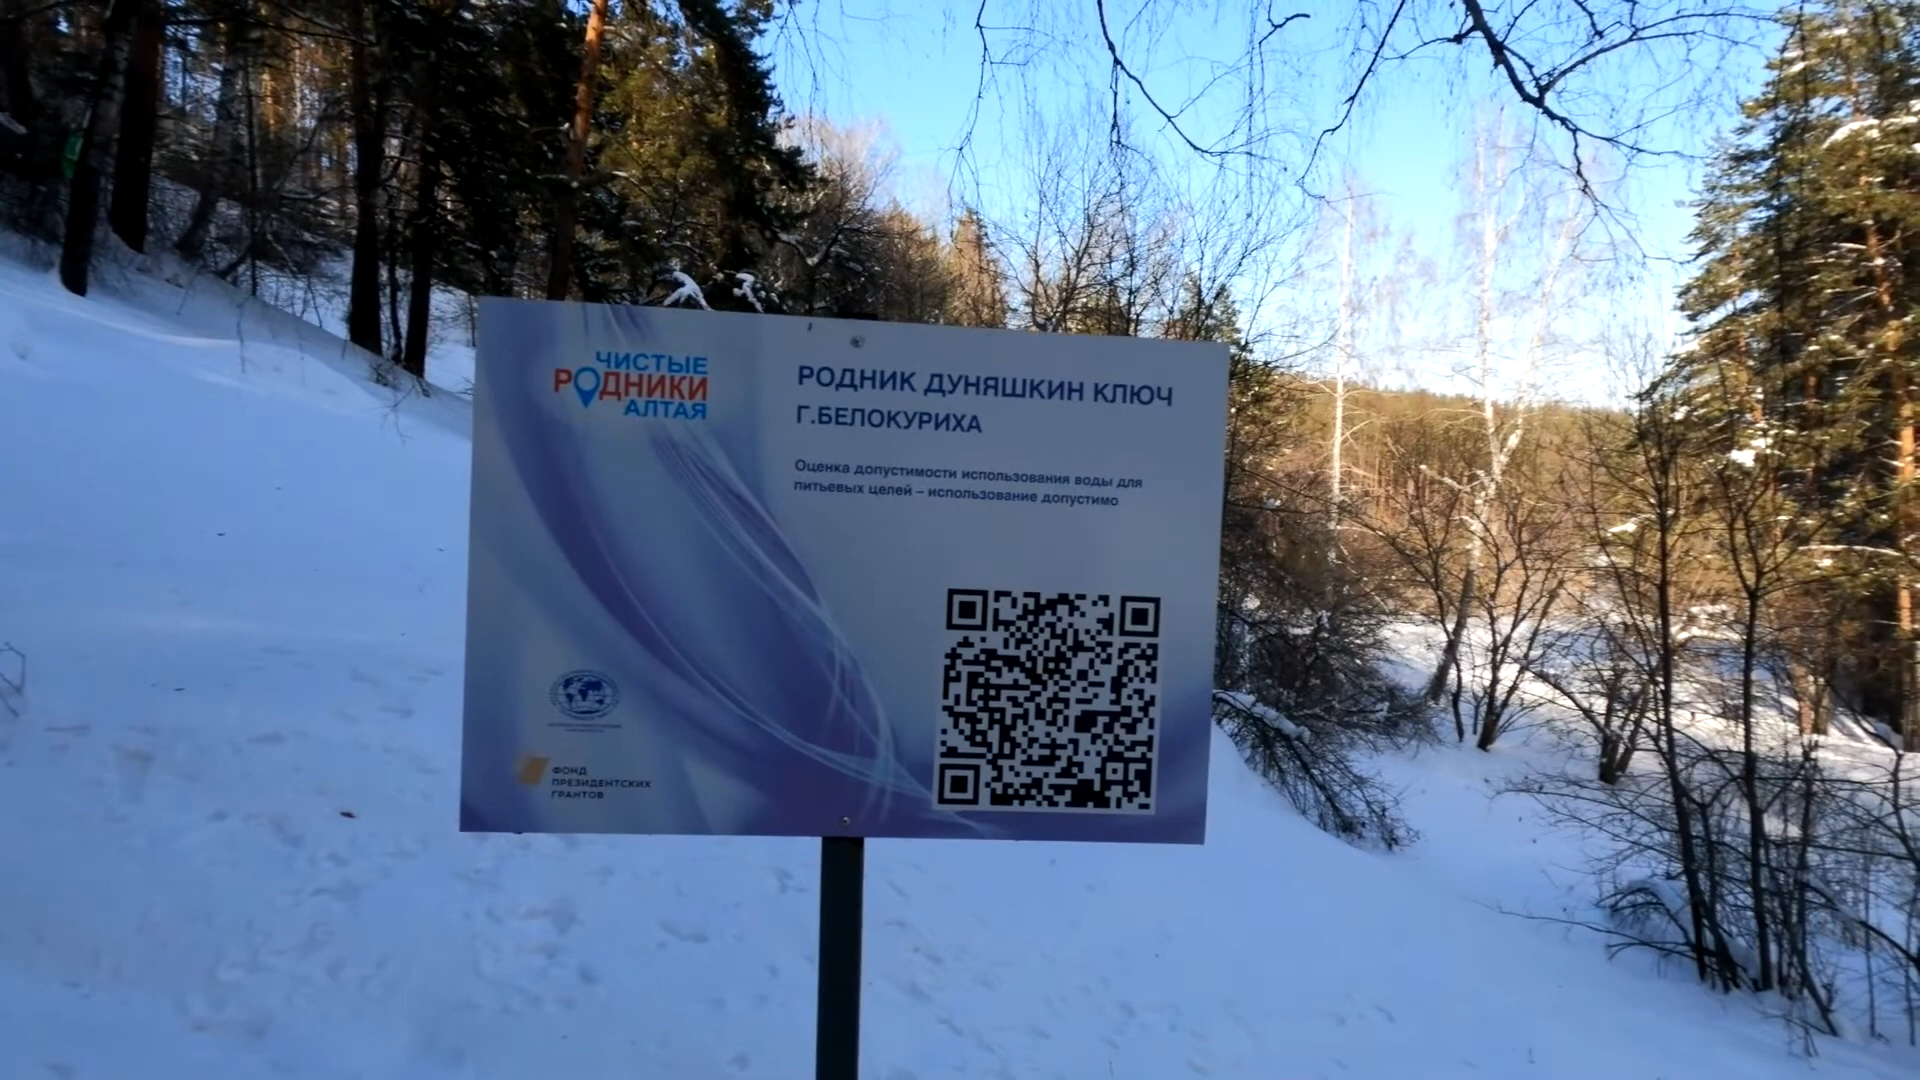 ЧИСТЫЕ
РОДНИКИ
АЛТАЯ
РОДНИК ДУНЯШКИН КЛЮЧ
Г.БЕЛОКУРИХА
Оценка допустимости использования воды для
питьевых целей – использование допустимо
ФОНД
ПРЕЗИДЕНТСКИХ
ГРАНТОВ